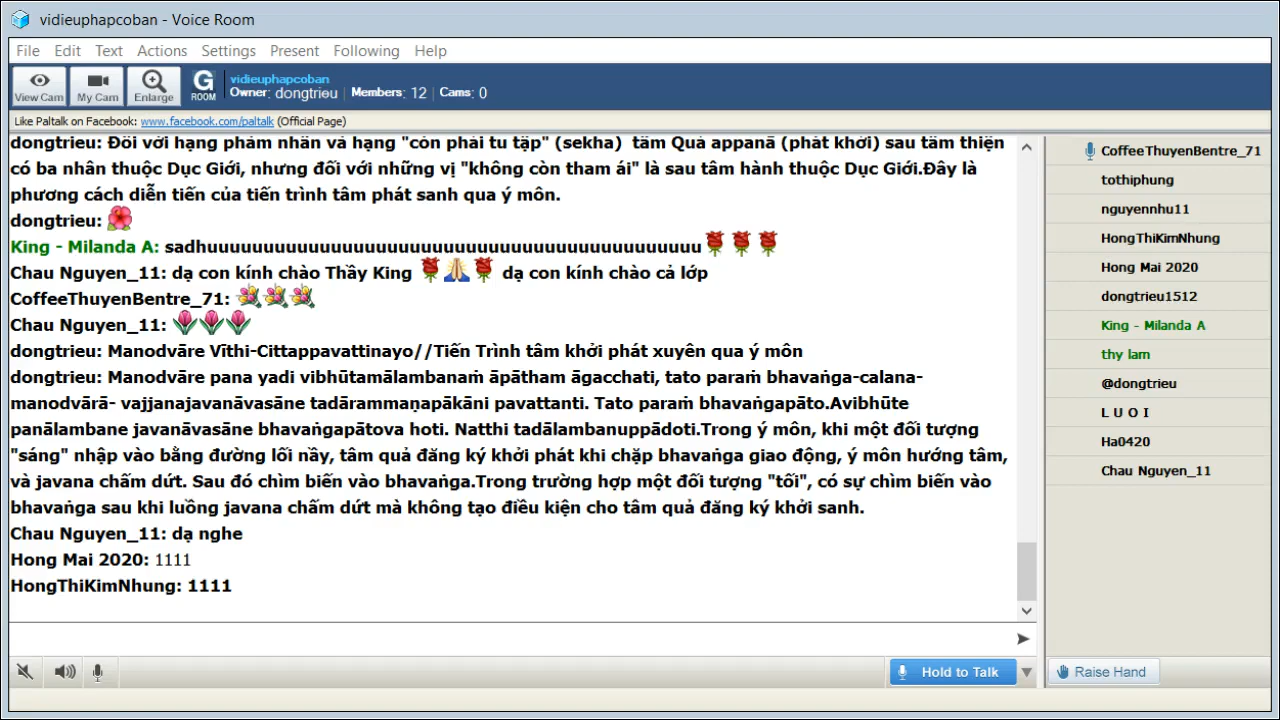 vidieuphapcoban - Voice Room
File Edit Text Actions Settings Present Following Help
View Cam My Cam Enlarge G ROOM
vidieuphapcoban
Owner: dongtrieu Members: 12 Cams: 0
Like Paltalk on Facebook: www.facebook.com/paltalk (Official Page)
dongtrieu: Đối với hạng phàm nhân và hạng "còn phải tu tập" (sekha) tâm Quả appanā (phát khởi) sau tâm thiện
có ba nhân thuộc Dục Giới, nhưng đối với những vị "không còn tham ái" là sau tâm hành thuộc Dục Giới.Đây là
phương cách diễn tiến của tiến trình tâm phát sanh qua ý môn.
dongtrieu:
King - Milanda A: sadhuuuuuuuuuuuuuuuuuuuuuuuuuuuuuuuuuuuuuuuuuuuu
Chau Nguyen_11: dạ con kính chào Thầy King dạ con kính chào cả lớp
CoffeeThuyenBentre_71:
Chau Nguyen_11:
dongtrieu: Manodvāre Vīthi-Cittappavattinayo//Tiến Trình tâm khởi phát xuyên qua ý môn
dongtrieu: Manodvāre pana yadi vibhūtamālambanaṁ āpātham āgacchati, tato paraṁ bhavaṅga-calana-
manodvārā- vajjanajavanāvasāne tadārammaṇapākāni pavattanti. Tato paraṁ bhavaṅgapāto.Avibhūte
panālambane javanāvasāne bhavaṅgapātova hoti. Natthi tadālambanuppādoti.Trong ý môn, khi một đối tượng
"sáng" nhập vào bằng đường lối nầy, tâm quả đăng ký khởi phát khi chặp bhavaṅga giao động, ý môn hướng tâm,
và javana chấm dứt. Sau đó chìm biến vào bhavaṅga.Trong trường hợp một đối tượng "tối", có sự chìm biến vào
bhavaṅga sau khi luồng javana chấm dứt mà không tạo điều kiện cho tâm quả đăng ký khởi sanh.
Chau Nguyen_11: dạ nghe
Hong Mai 2020: 1111
HongThiKimNhung: 1111
Hold to Talk
CoffeeThuyenBentre_71
tothiphung
nguyennhu11
HongThiKimNhung
Hong Mai 2020
dongtrieu1512
King - Milanda A
thy lam
@dongtrieu
L U O I
Ha0420
Chau Nguyen_11
Raise Hand